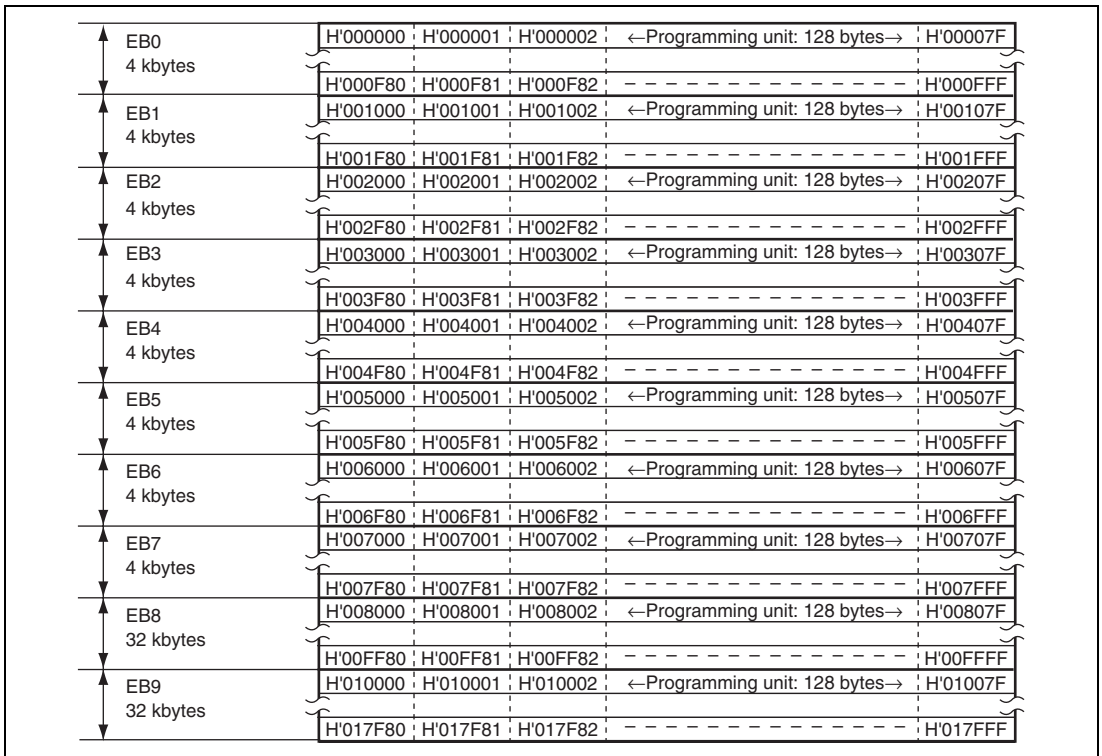 EB0 H'000000 H'000001 H'000002 ←Programming unit: 128 bytes→ H'00007F
4 kbytes
H'000F80 H'000F81 H'000F82 H'000FFF
EB1 H'001000 H'001001 H'001002 ←Programming unit: 128 bytes→ H'00107F
4 kbytes
H'001F80 H'001F81 H'001F82 H'001FFF
EB2 H'002000 H'002001 H'002002 ←Programming unit: 128 bytes→ H'00207F
4 kbytes
H'002F80 H'002F81 H'002F82 H'002FFF
EB3 H'003000 H'003001 H'003002 ←Programming unit: 128 bytes→ H'00307F
4 kbytes
H'003F80 H'003F81 H'003F82 H'003FFF
EB4 H'004000 H'004001 H'004002 ←Programming unit: 128 bytes→ H'00407F
4 kbytes
H'004F80 H'004F81 H'004F82 H'004FFF
EB5 H'005000 H'005001 H'005002 ←Programming unit: 128 bytes→ H'00507F
4 kbytes
H'005F80 H'005F81 H'005F82 H'005FFF
EB6 H'006000 H'006001 H'006002 ←Programming unit: 128 bytes→ H'00607F
4 kbytes
H'006F80 H'006F81 H'006F82 H'006FFF
EB7 H'007000 H'007001 H'007002 ←Programming unit: 128 bytes→ H'00707F
4 kbytes
H'007F80 H'007F81 H'007F82 H'007FFF
EB8 H'008000 H'008001 H'008002 ←Programming unit: 128 bytes→ H'00807F
32 kbytes
H'00FF80 H'00FF81 H'00FF82 H'00FFFF
EB9 H'010000 H'010001 H'010002 ←Programming unit: 128 bytes→ H'01007F
32 kbytes
H'017F80 H'017F81 H'017F82 H'017FFF